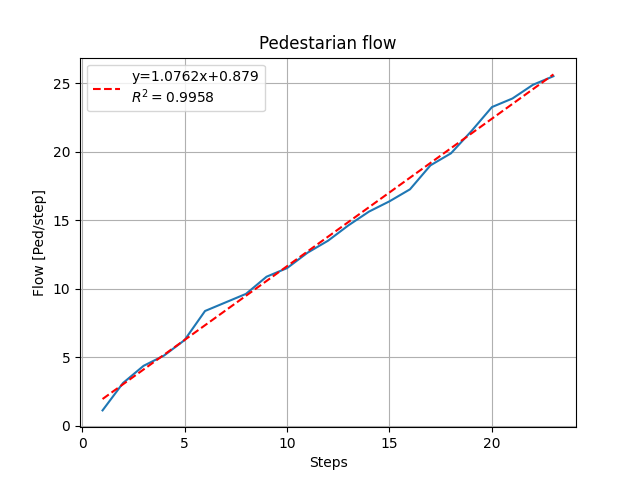 Pedestarian flow
y=1.0762x+0.879
R² = 0.9958
Flow [Ped/step]
25
20
15
10
5
0
0 5 10 15 20
Steps